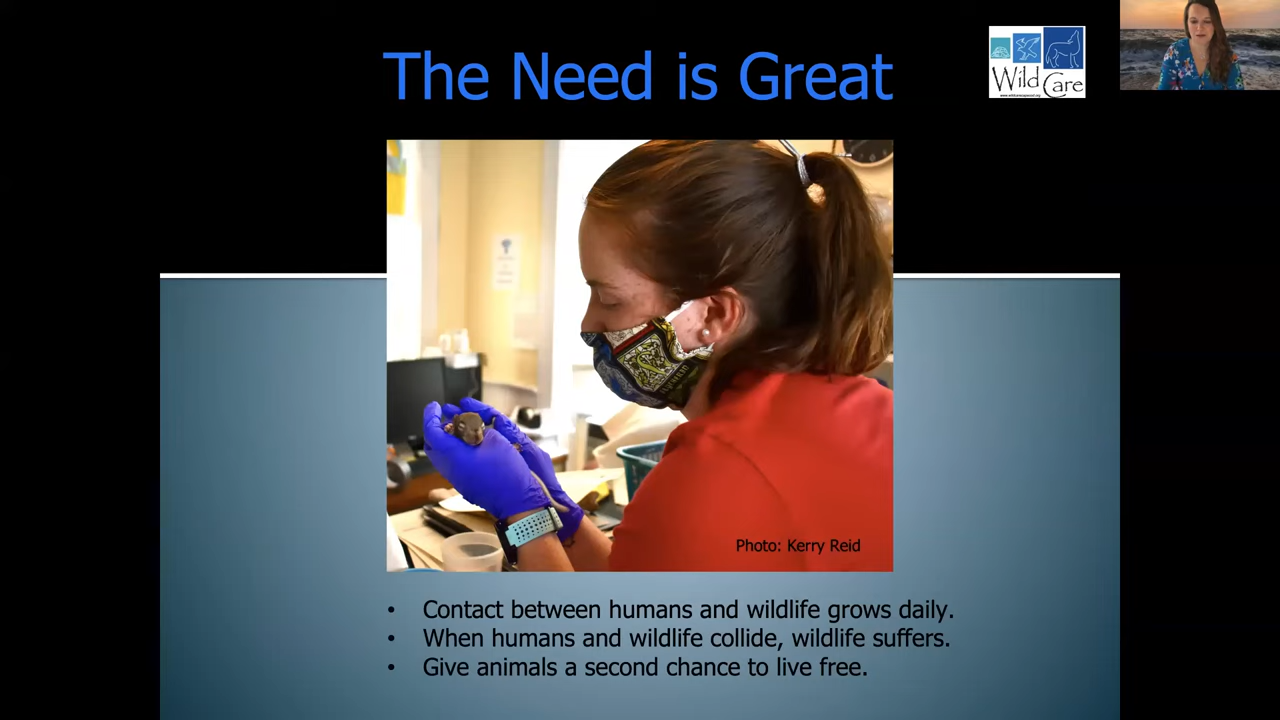 The Need is Great
Wild Care
Photo: Kerry Reid
• Contact between humans and wildlife grows daily.
• When humans and wildlife collide, wildlife suffers.
• Give animals a second chance to live free.